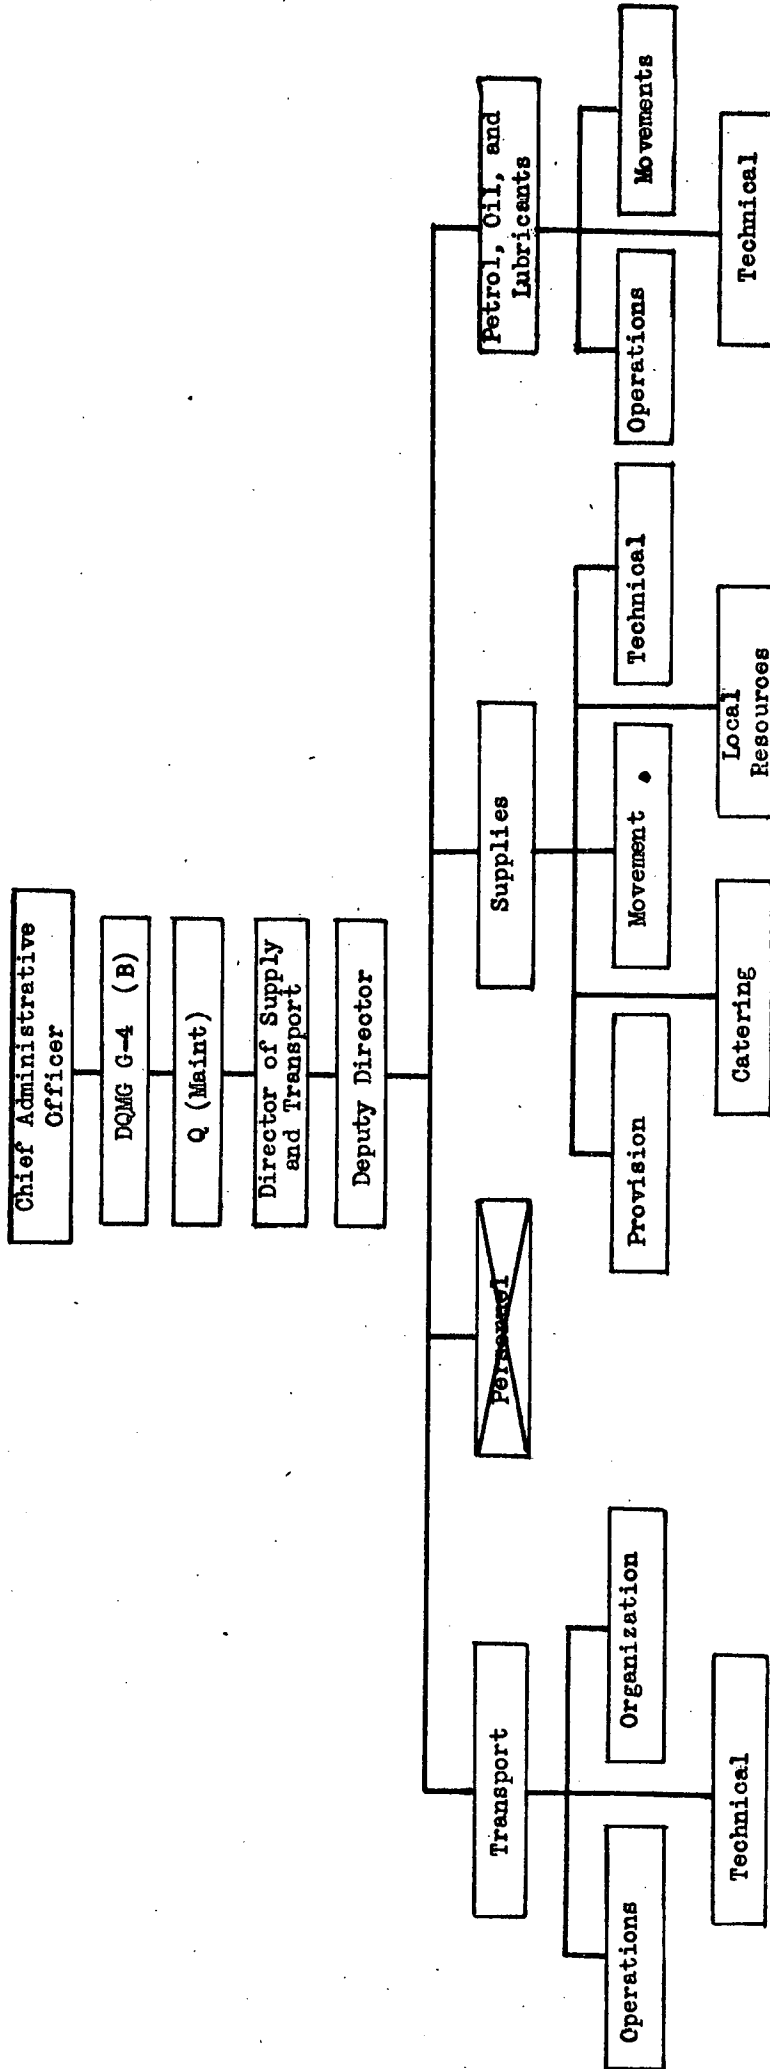 Chief Administrative
Officer
DQMG G-4 (B)
Q (Maint)
Director of Supply
and Transport
Deputy Director
Transport
Personnel
Supplies
Petrol, Oil, and
Lubricants
Operations
Organization
Technical
Provision
Movement
Technical
Catering
Local
Resources
Operations
Movements
Technical